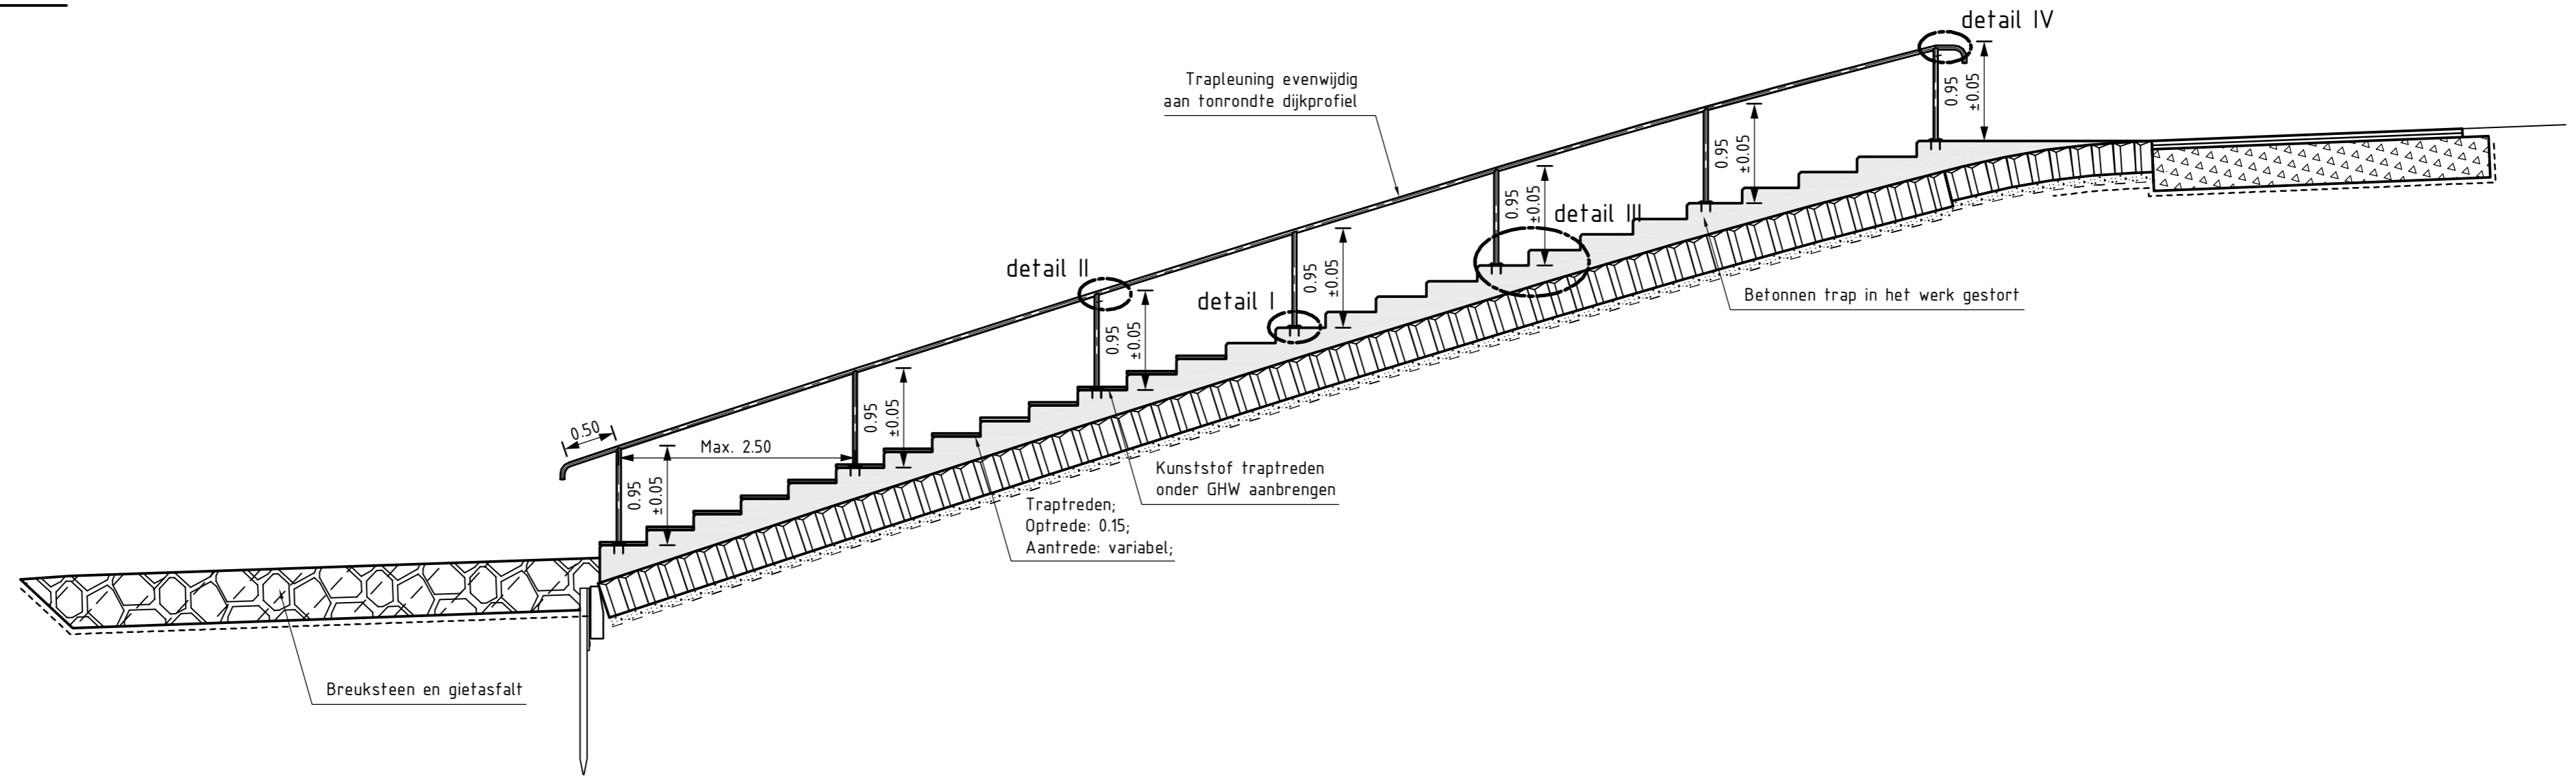 detail IV
Trapleuning evenwijdig
aan tonrondte dijkprofiel
0.95
±0.05
0.95
±0.05
0.95
±0.05
detail III
detail II
0.95
±0.05
detail I
Betonnen trap in het werk gestort
0.95
±0.05
0.95
±0.05
0.50
Max. 2.50
Kunststof traptreden
onder GHW aanbrengen
0.95
±0.05
Traptreden;
Optrede: 0.15;
Aantrede: variabel;
Breuksteen en gietasfalt